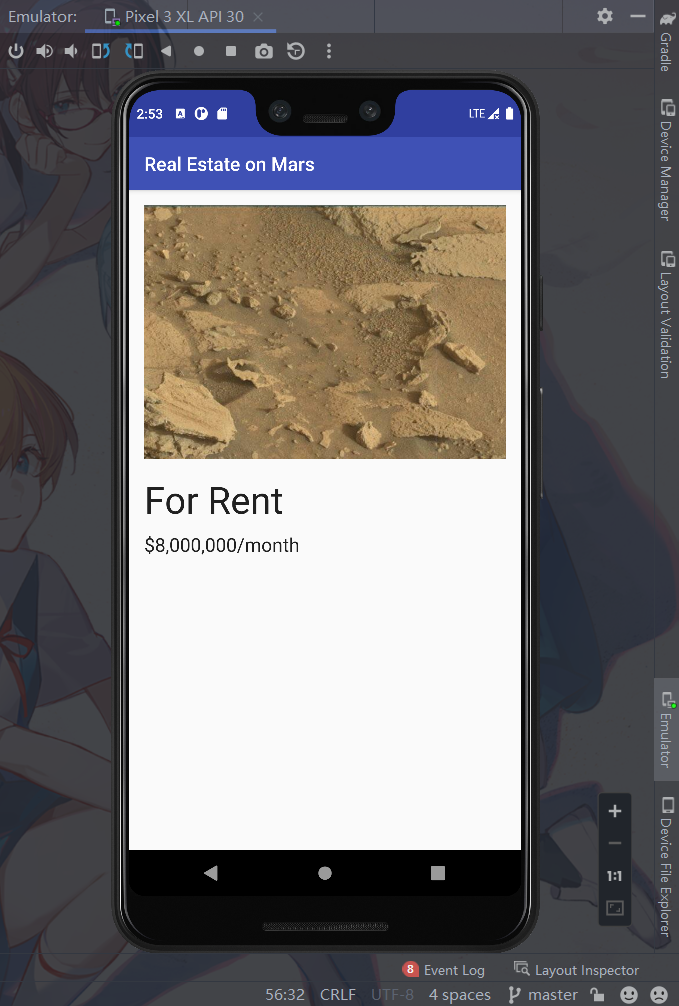 Emulator:
Pixel 3 XL API 30
Gradle
Device Manager
Layout Validation
2:53
A
LTE
Real Estate on Mars
For Rent
$8,000,000/month
Emulator
1:1
Device File Explorer
8 Event Log
Layout Inspector
56:32 CRLF UTF-8 4 spaces master